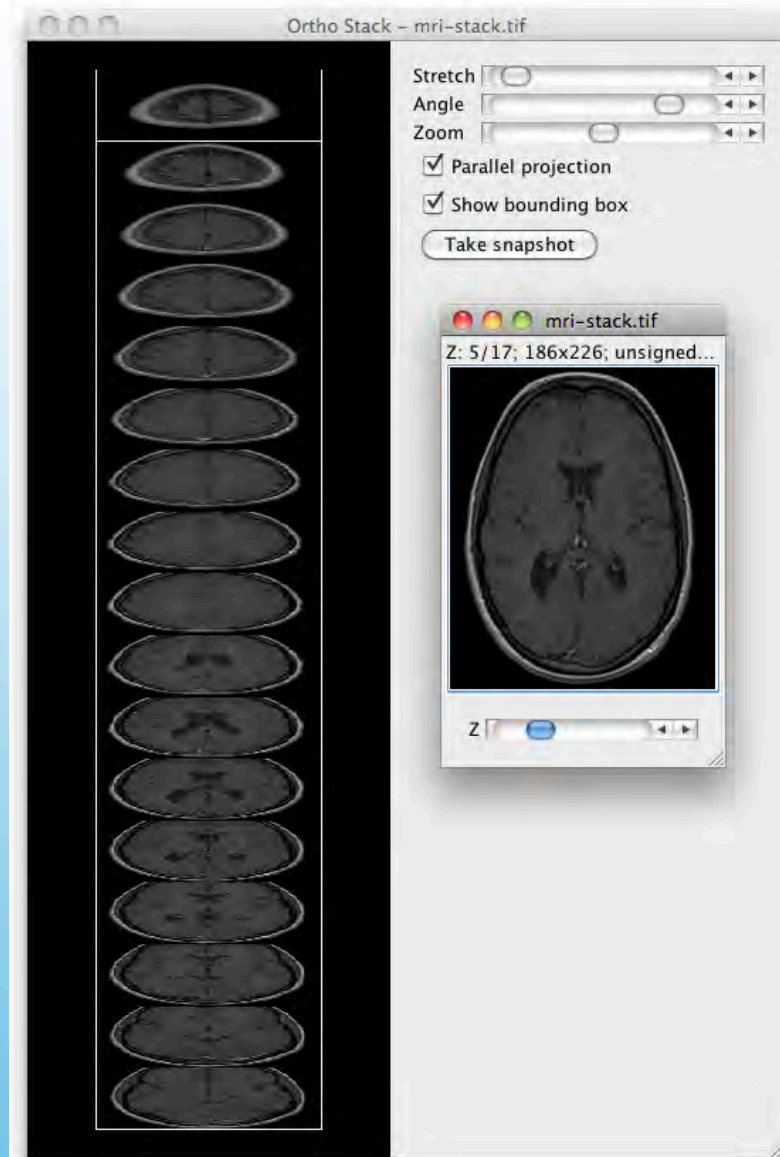 Ortho Stack – mri-stack.tif
Stretch
Angle
Zoom
Parallel projection
Show bounding box
Take snapshot
mri-stack.tif
Z: 5/17; 186x226; unsigned...
Z